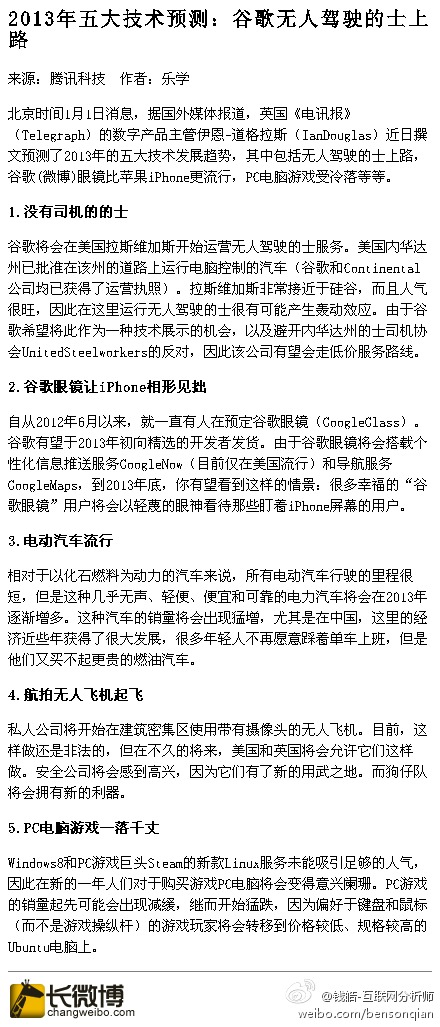 2013年五大技术预测：谷歌无人驾驶的士上
路
来源：腾讯科技  作者：乐学
北京时间1月1日消息，据国外媒体报道，英国《电讯报》
（Telegraph）的数字产品主管伊恩-道格拉斯（IanDouglas）近日撰
文预测了2013年的五大技术发展趋势，其中包括无人驾驶的士上路，
谷歌(微博)眼镜比苹果iPhone更流行，PC电脑游戏受冷落等等。
1.没有司机的的士
谷歌将会在美国拉斯维加斯开始运营无人驾驶的士服务。美国内华达
州已批准在该州的道路上运行电脑控制的汽车（谷歌和Continental
公司均已获得了运营执照）。拉斯维加斯非常接近于硅谷，而且人气
很旺，因此在这里运行无人驾驶的士很有可能产生轰动效应。由于谷
歌希望将此作为一种技术展示的机会，以及避开内华达州的士司机协
会UnitedSteelworkers的反对，因此该公司有望会走低价服务路线。
2.谷歌眼镜让iPhone相形见拙
自从2012年6月以来，就一直有人在预定谷歌眼镜（GoogleGlass）。
谷歌有望于2013年初向精选的开发者发货。由于谷歌眼镜将会搭载个
性化信息推送服务GoogleNow（目前仅在美国流行）和导航服务
GoogleMaps，到2013年底，你有望看到这样的情景：很多幸福的“谷
歌眼镜”用户将会以轻蔑的眼神看待那些盯着iPhone屏幕的用户。
3.电动汽车流行
相对于以化石燃料为动力的汽车来说，所有电动汽车行驶的里程很
短，但是这种几乎无声、轻便、便宜和可靠的电力汽车将会在2013年
逐渐增多。这种汽车的销量将会出现猛增，尤其是在中国，这里的经
济近些年获得了很大发展，很多年轻人不再愿意踩着单车上班，但是
他们又买不起更贵的燃油汽车。
4.航拍无人飞机起飞
私人公司将开始在建筑密集区使用带有摄像头的无人飞机。目前，这
样做还是非法的，但在不久的将来，美国和英国将会允许它们这样
做。安全公司将会感到高兴，因为它们有了新的用武之地。而狗仔队
将会拥有新的利器。
5.PC电脑游戏一落千丈
Windows8和PC游戏巨头Steam的新款Linux服务未能吸引足够的人气，
因此在新的一年人们对于购买游戏PC电脑将会变得意兴阑珊。PC游戏
的销量起先可能会出现减缓，继而开始猛跌，因为偏好于键盘和鼠标
（而不是游戏操纵杆）的游戏玩家将会转移到价格较低、规格较高的
Ubuntu电脑上。
长微博
changweibo.com
@钱皓-互联网分析师
weibo.com/bensonqian